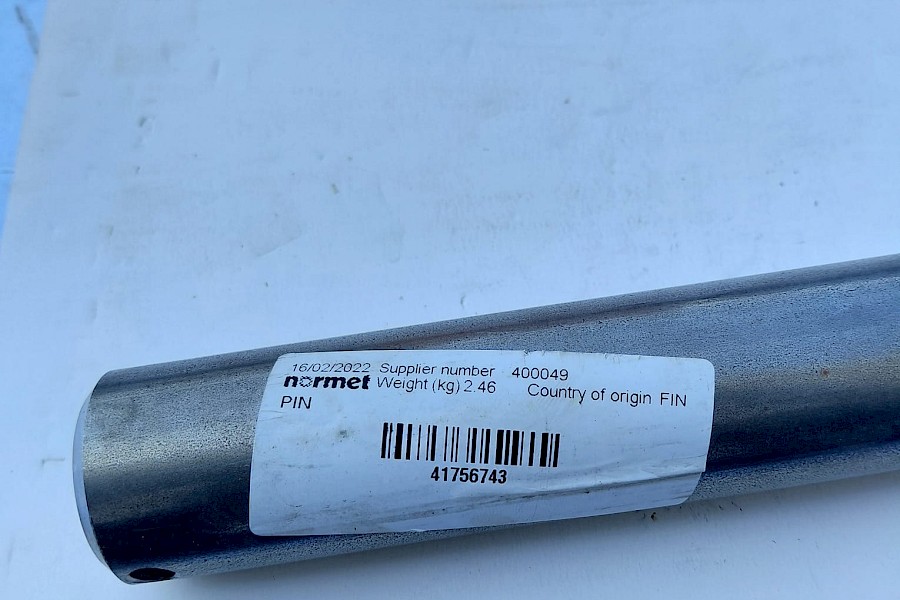 16/02/2022 Supplier number 400049
normet Weight (kg) 2.46 Country of origin FIN
PIN
41756743